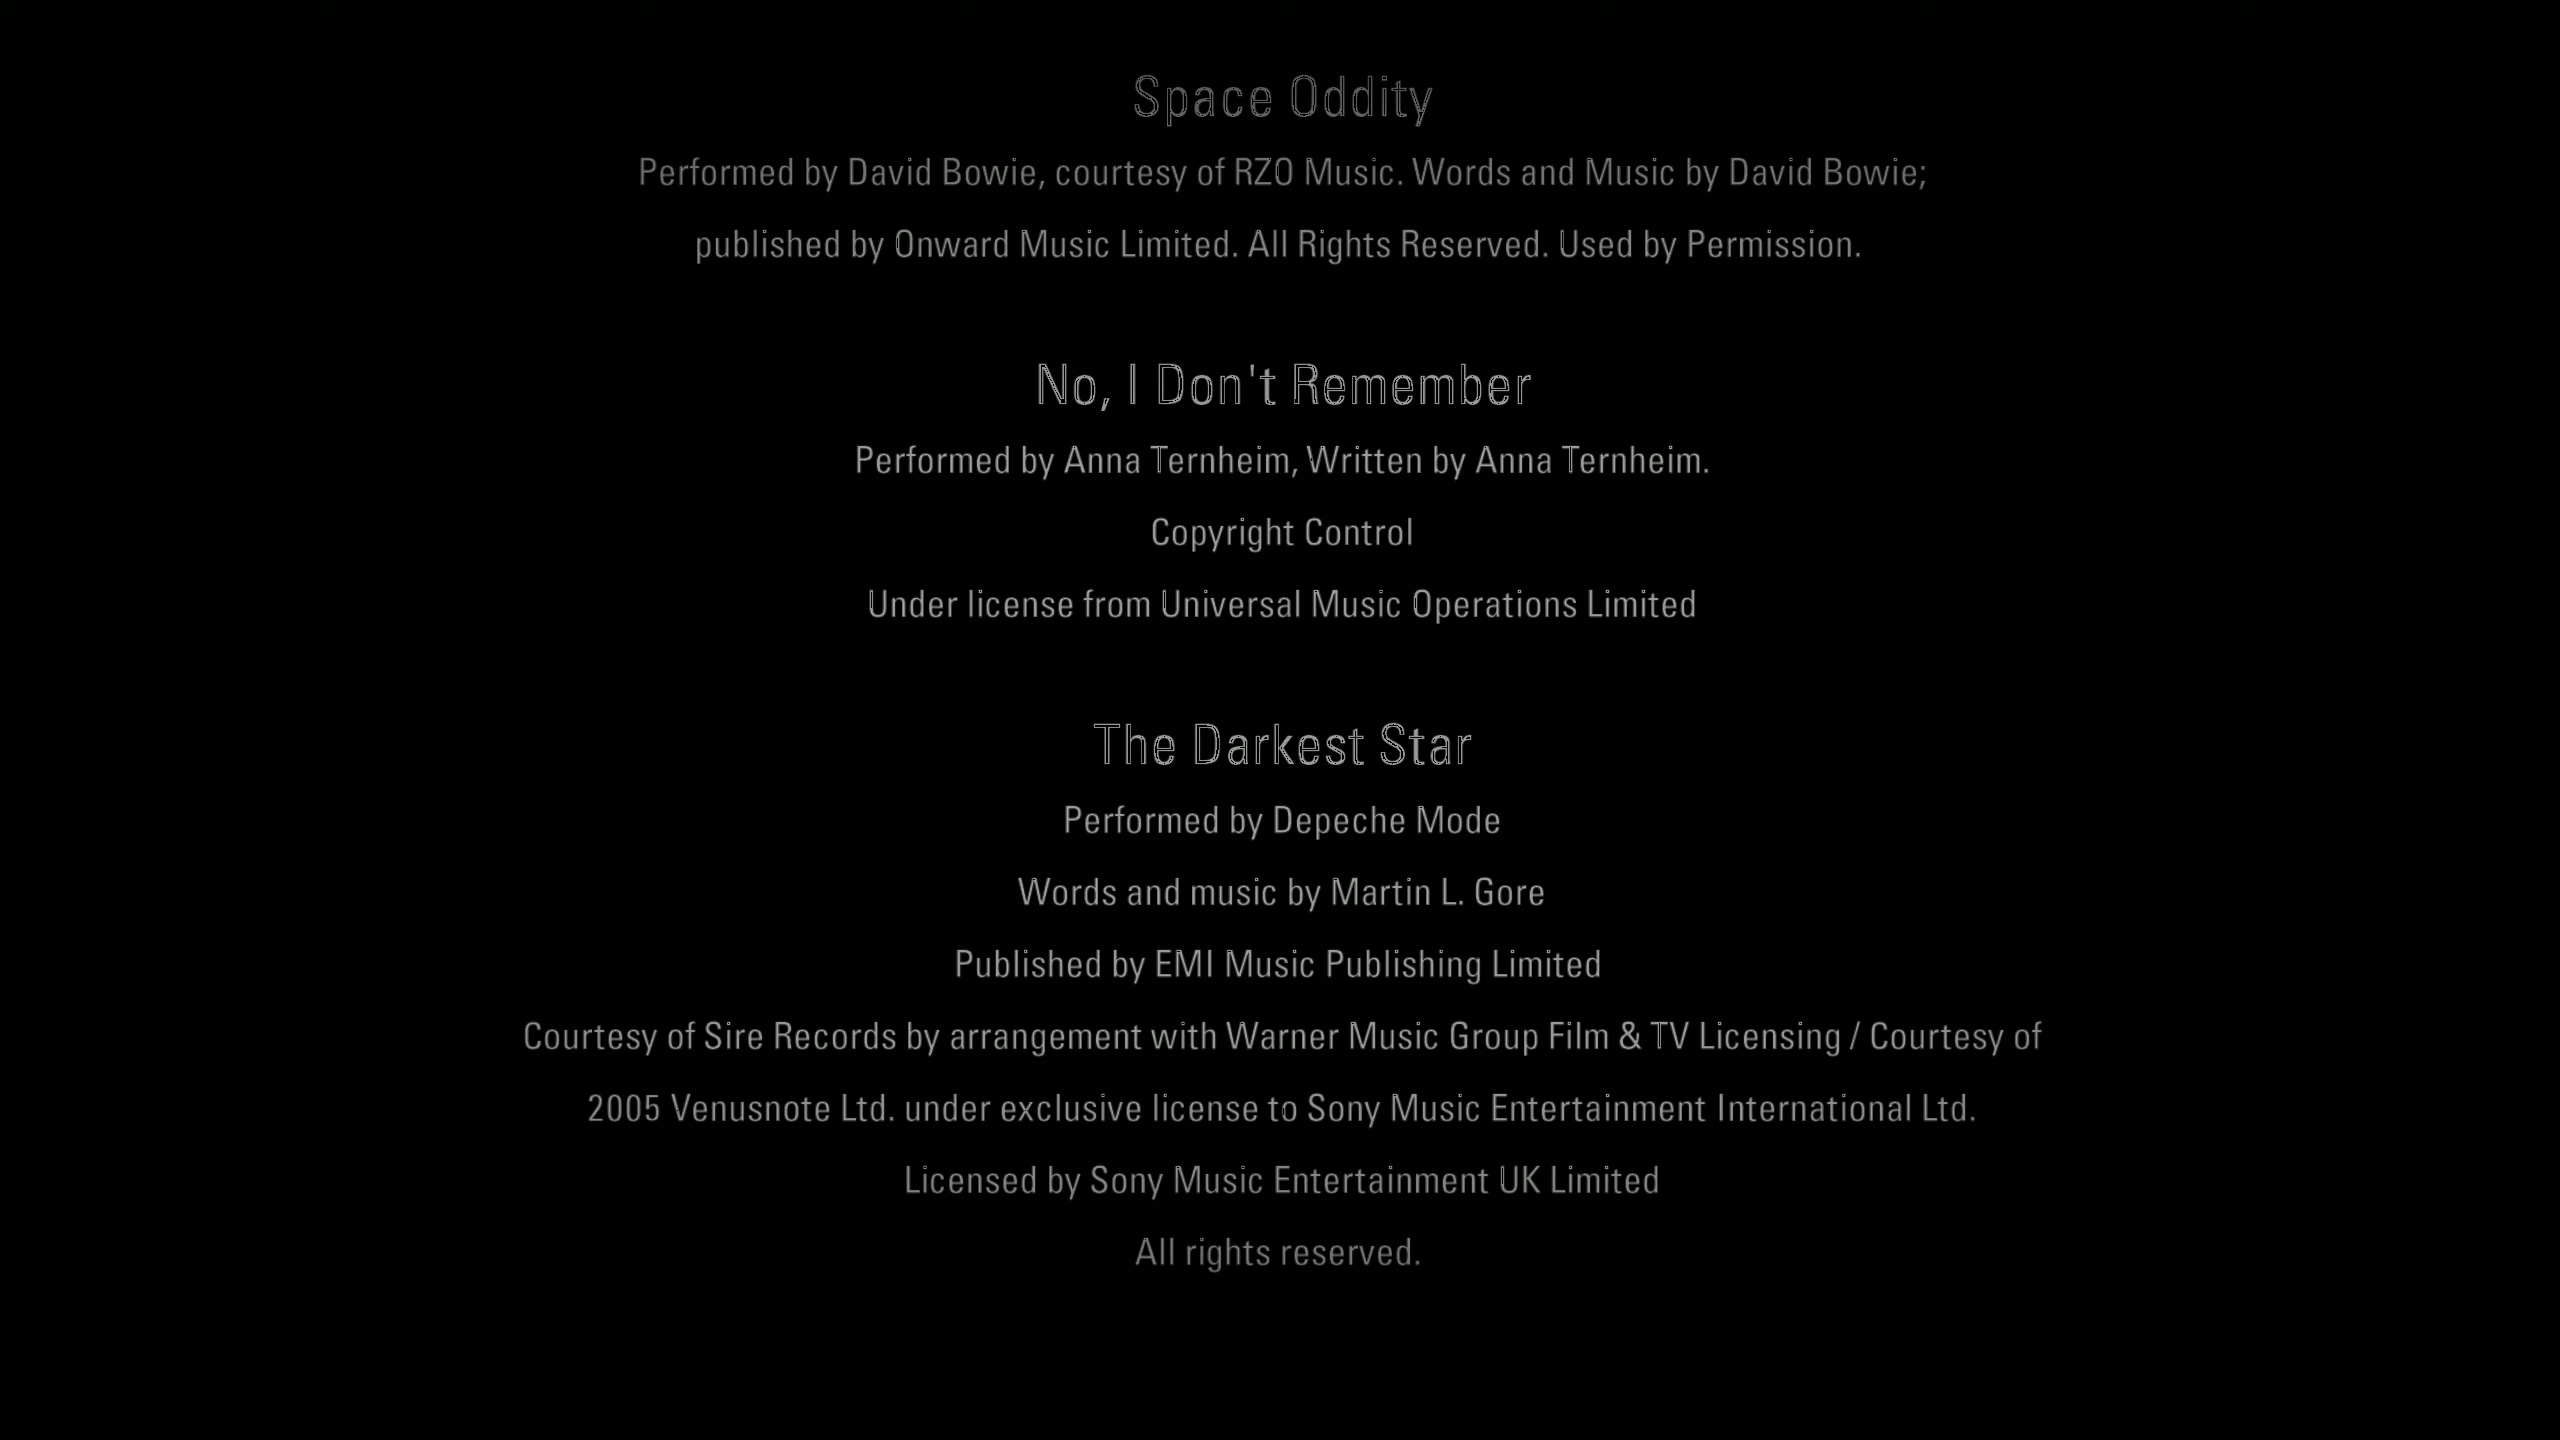 Space Oddity
Performed by David Bowie, courtesy of RZO Music. Words and Music by David Bowie;
published by Onward Music Limited. All Rights Reserved. Used by Permission.
No, I Don't Remember
Performed by Anna Ternheim, Written by Anna Ternheim.
Copyright Control
Under license from Universal Music Operations Limited
The Darkest Star
Performed by Depeche Mode
Words and music by Martin L. Gore
Published by EMI Music Publishing Limited
Courtesy of Sire Records by arrangement with Warner Music Group Film & TV Licensing / Courtesy of
2005 Venusnote Ltd. under exclusive license to Sony Music Entertainment International Ltd.
Licensed by Sony Music Entertainment UK Limited
All rights reserved.